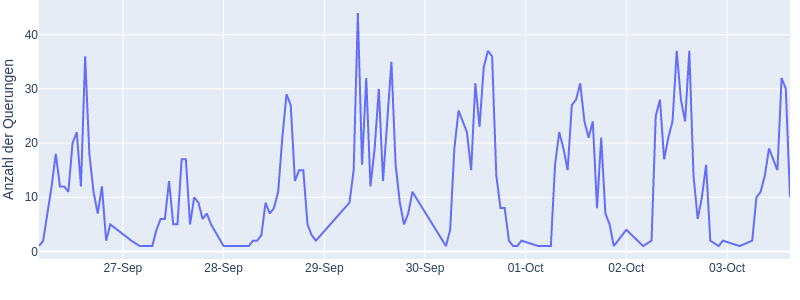 Anzahl der Querungen
40
30
20
10
0
27-Sep
28-Sep
29-Sep
30-Sep
01-Oct
02-Oct
03-Oct